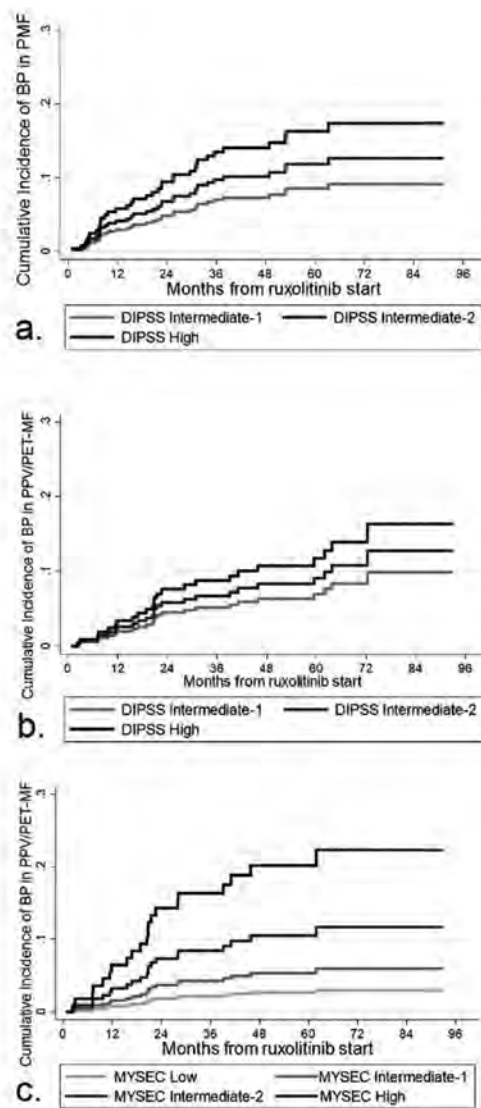 Cumulative Incidence of BP in PMF
.3
.2
.1
0
0 12 24 36 48 60 72 84 96
Months from ruxolitinib start
DIPSS Intermediate-1 DIPSS Intermediate-2
DIPSS High
a.
Cumulative Incidence of BP in PPV/PET-MF
.3
.2
.1
0
0 12 24 36 48 60 72 84 96
Months from ruxolitinib start
DIPSS Intermediate-1 DIPSS Intermediate-2
DIPSS High
b.
Cumulative Incidence of BP in PPV/PET-MF
.3
.2
.1
0
0 12 24 36 48 60 72 84 96
Months from ruxolitinib start
MYSEC Low MYSEC Intermediate-1
MYSEC Intermediate-2 MYSEC High
c.